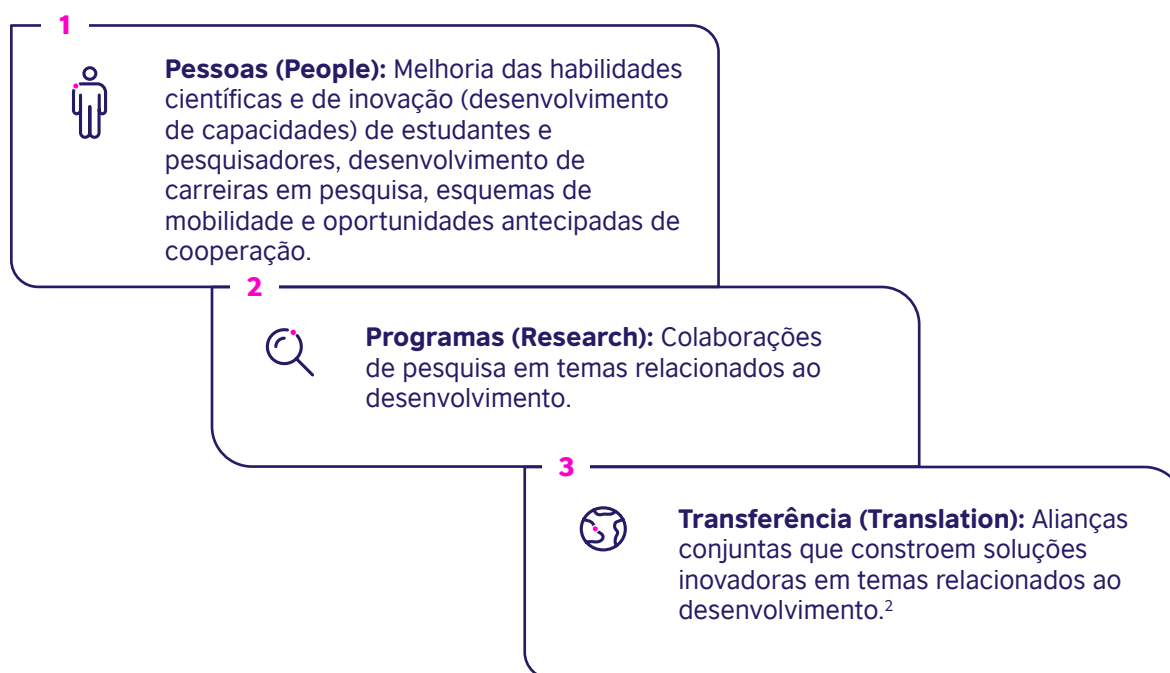 1
Pessoas (People): Melhoria das habilidades
científicas e de inovação (desenvolvimento
de capacidades) de estudantes e
pesquisadores, desenvolvimento de
carreiras em pesquisa, esquemas de
mobilidade e oportunidades antecipadas de
cooperação.
2
Programas (Research): Colaborações
de pesquisa em temas relacionados ao
desenvolvimento.
3
Transferência (Translation): Alianças
conjuntas que constroem soluções
inovadoras em temas relacionados ao
desenvolvimento.²